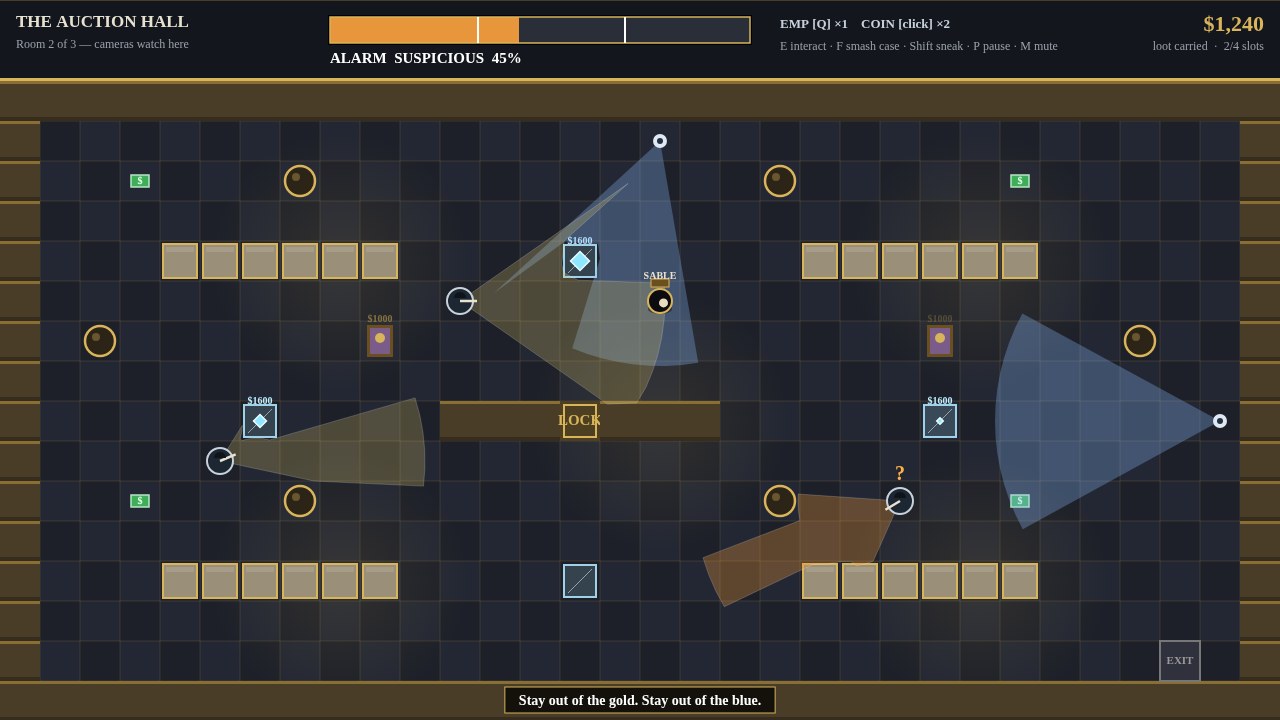 THE AUCTION HALL
Room 2 of 3 — cameras watch here
ALARM SUSPICIOUS 45%
EMP [Q] ×1 COIN [click] ×2
E interact · F smash case · Shift sneak · P pause · M mute
$1,240
loot carried · 2/4 slots
$
$
$1600
SABLE
$1000
$1000
$1600
$1600
LOCK
?
$
$
EXIT
Stay out of the gold. Stay out of the blue.